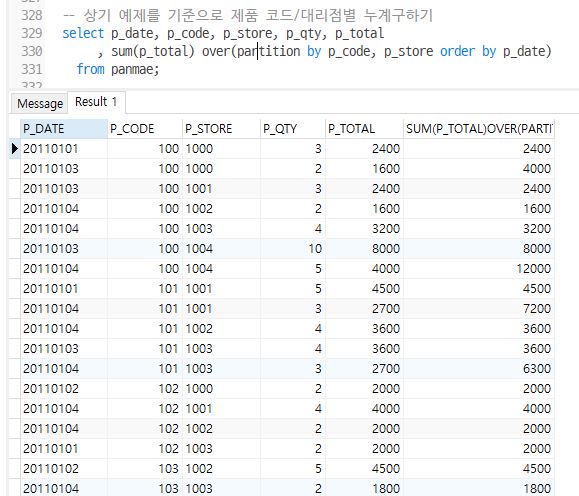 328 -- 상기 예제를 기준으로 제품 코드/대리점별 누계구하기
329 select p_date, p_code, p_store, p_qty, p_total
330 , sum(p_total) over(partition by p_code, p_store order by p_date)
331 from panmae;
332
Message Result 1
P_DATE P_CODE P_STORE P_QTY P_TOTAL SUM(P_TOTAL)OVER(PARTI
20110101 100 1000 3 2400 2400
20110103 100 1000 2 1600 4000
20110103 100 1001 3 2400 2400
20110104 100 1002 2 1600 1600
20110104 100 1003 4 3200 3200
20110103 100 1004 10 8000 8000
20110104 100 1004 5 4000 12000
20110101 101 1001 5 4500 4500
20110104 101 1001 3 2700 7200
20110104 101 1002 4 3600 3600
20110103 101 1003 4 3600 3600
20110104 101 1003 3 2700 6300
20110102 102 1000 2 2000 2000
20110104 102 1001 4 4000 4000
20110104 102 1002 2 2000 2000
20110101 102 1003 2 2000 2000
20110102 103 1002 5 4500 4500
20110104 103 1003 2 1800 1800